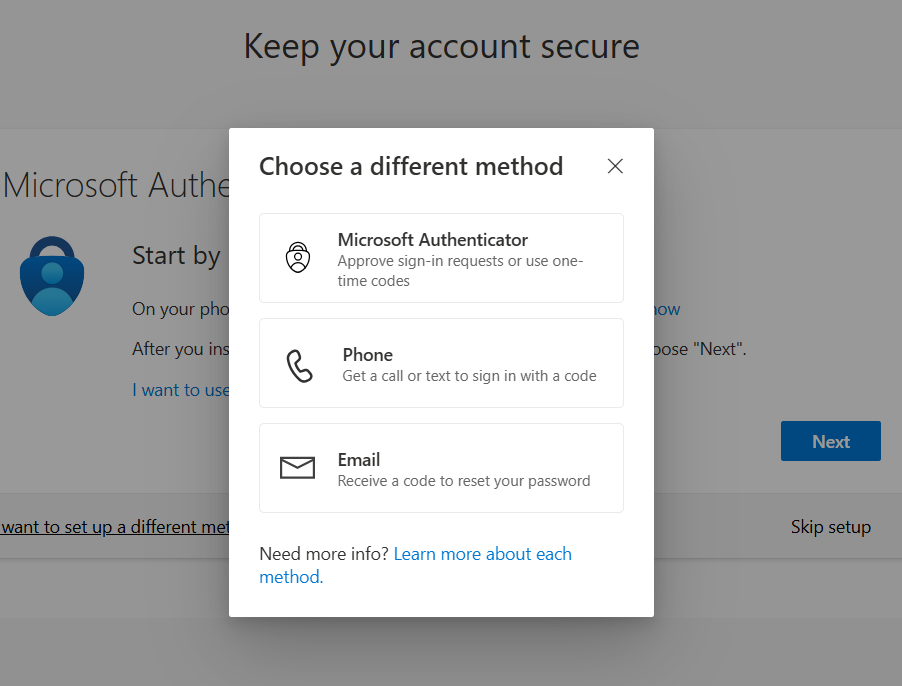 Keep your account secure
Choose a different method
Microsoft Authe
Microsoft Authenticator
Approve sign-in requests or use one-
time codes
Start by
On your pho
now
Phone
Get a call or text to sign in with a code
After you ins
oose "Next".
I want to use
Next
Email
Receive a code to reset your password
want to set up a different met
Skip setup
Need more info? Learn more about each
method.